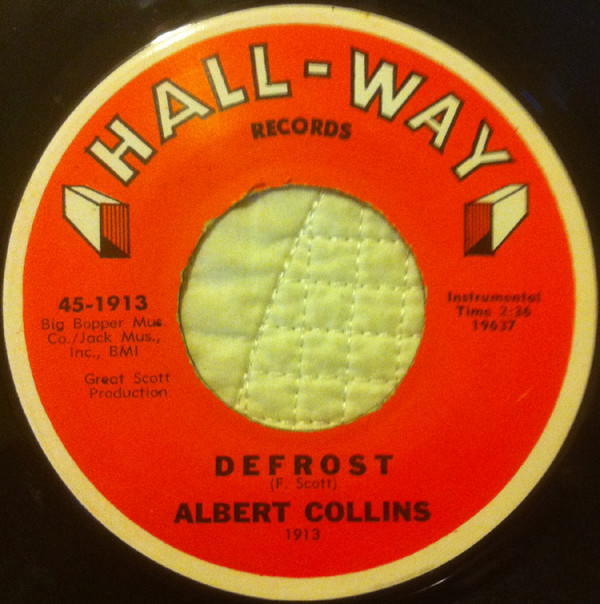 HALL-WAY
RECORDS
45-1913
Big Bopper Mus.
Co./Jack Mus.,
Inc., BMI
Great Scott
Production
Instrumental
Time 2:36
19637
DEFROST
(F. Scott)
ALBERT COLLINS
1913